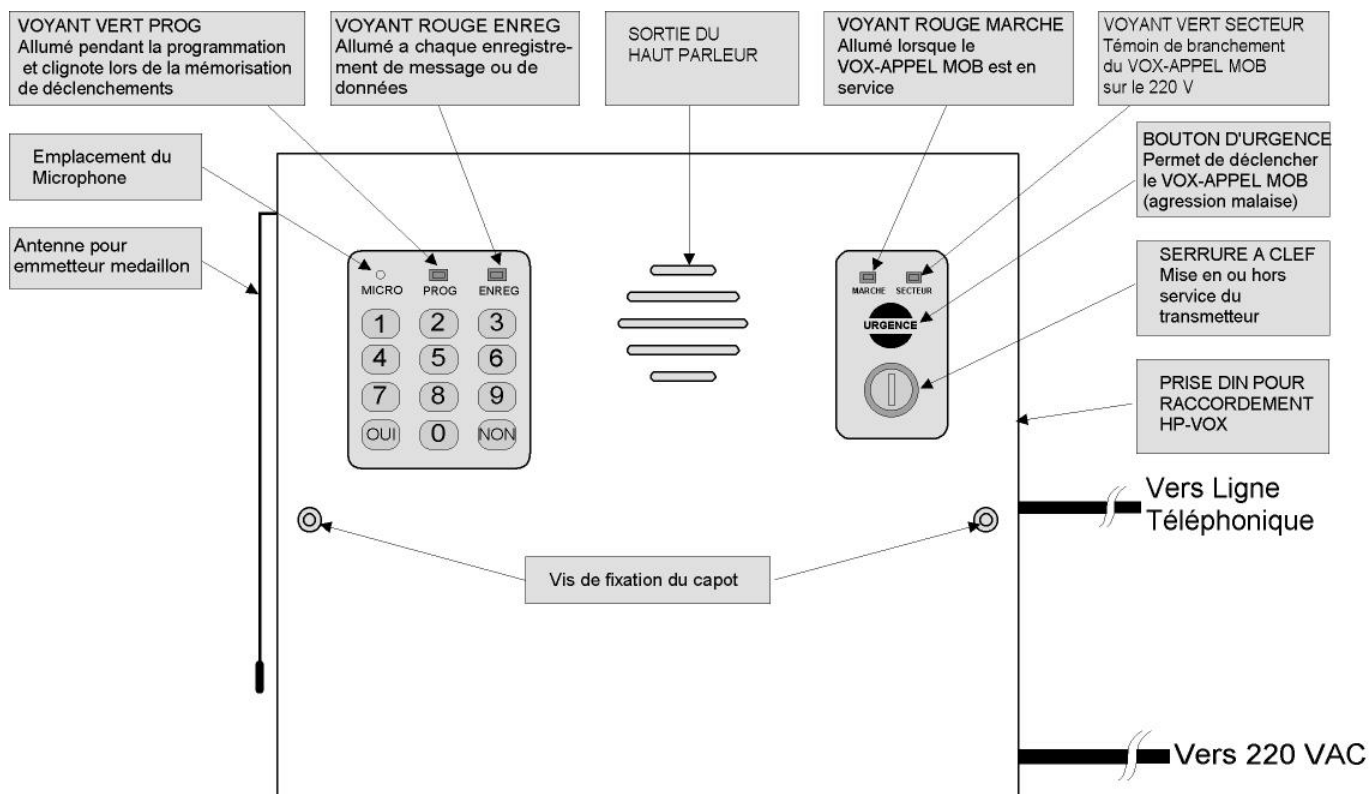 VOYANT VERT PROG
Allumé pendant la programmation
et clignote lors de la mémorisation
de déclenchements
VOYANT ROUGE ENREG
Allumé a chaque enregistre-
ment de message ou de
données
SORTIE DU
HAUT PARLEUR
VOYANT ROUGE MARCHE
Allumé lorsque le
VOX-APPEL MOB est en
service
VOYANT VERT SECTEUR
Témoin de branchement
du VOX-APPEL MOB
sur le 220 V
Emplacement du
Microphone
BOUTON D'URGENCE
Permet de déclencher
le VOX-APPEL MOB
(agression malaise)
Antenne pour
emmetteur medaillon
SERRURE A CLEF
Mise en ou hors
service du
transmetteur
MICRO PROG ENREG
1 2 3
4 5 6
7 8 9
OUI 0 NON
MARCHE SECTEUR
URGENCE
PRISE DIN POUR
RACCORDEMENT
HP-VOX
Vers Ligne
Téléphonique
Vis de fixation du capot
Vers 220 VAC